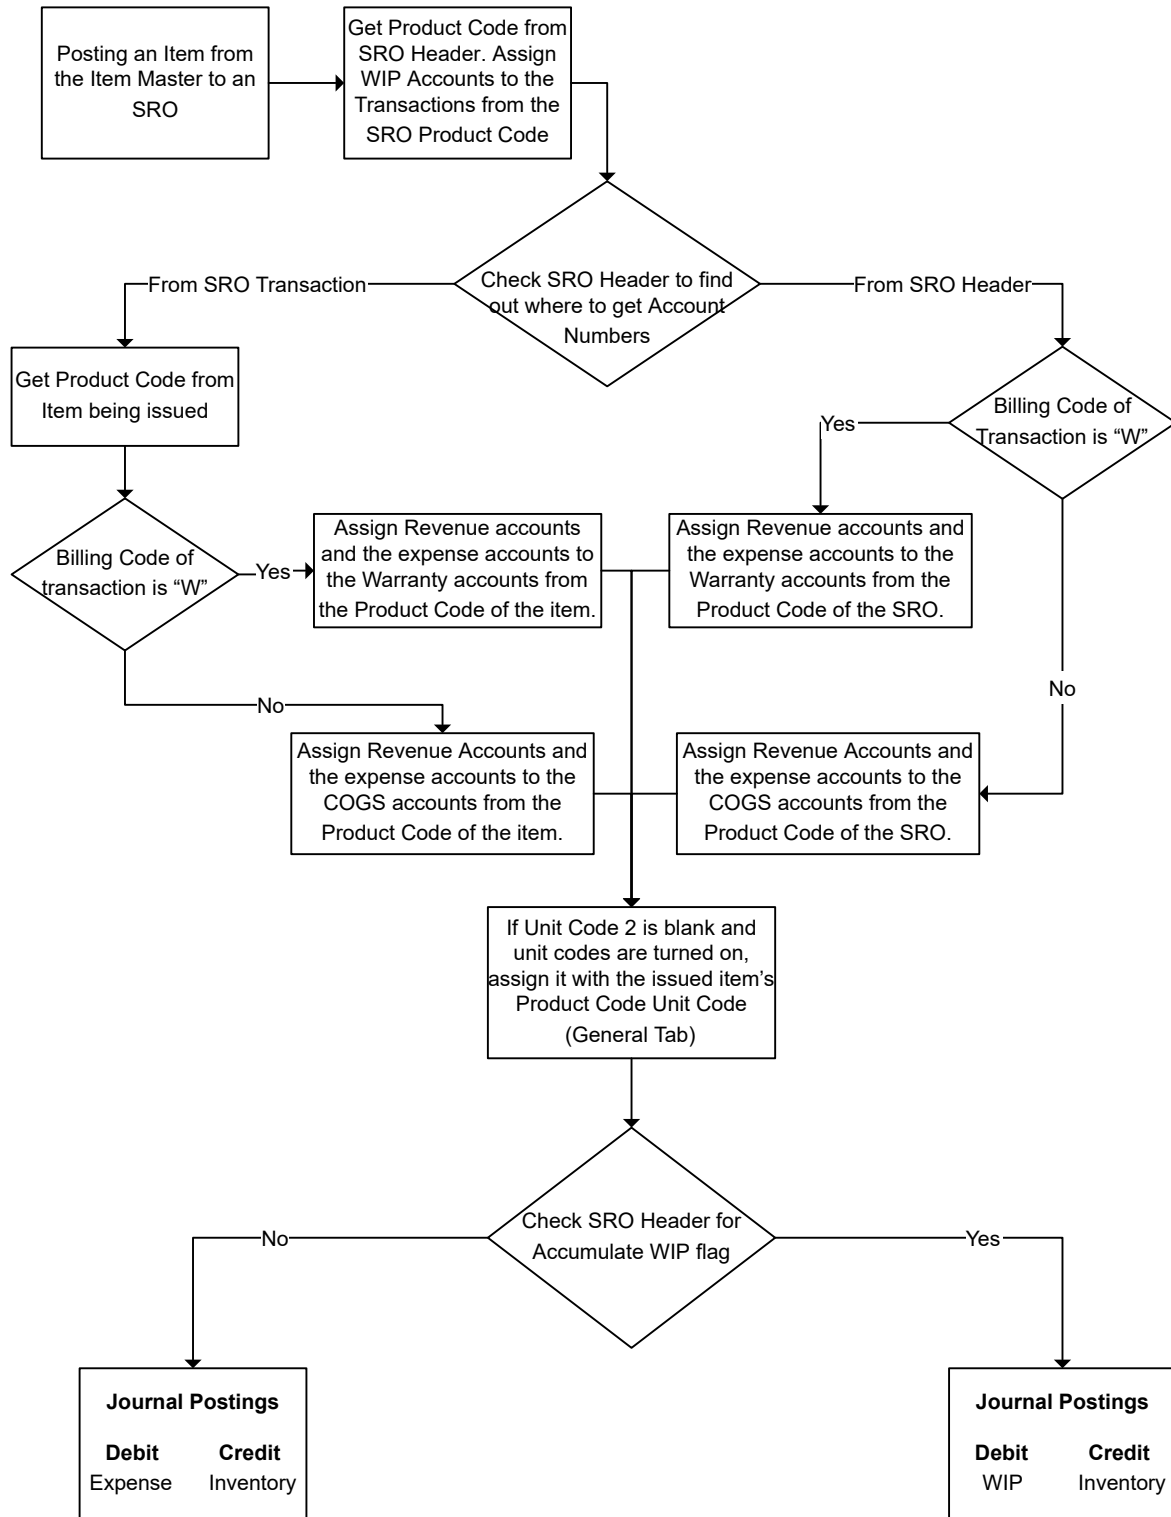 Posting an Item from
the Item Master to an
SRO
Get Product Code from
SRO Header. Assign
WIP Accounts to the
Transactions from the
SRO Product Code
Check SRO Header to find
out where to get Account
Numbers
From SRO Transaction
From SRO Header
Get Product Code from
Item being issued
Billing Code of
Transaction is “W”
Yes
Billing Code of
transaction is “W”
Yes
Assign Revenue accounts
and the expense accounts to
the Warranty accounts from
the Product Code of the item.
Assign Revenue accounts and
the expense accounts to the
Warranty accounts from the
Product Code of the SRO.
No
No
Assign Revenue Accounts and
the expense accounts to the
COGS accounts from the
Product Code of the item.
Assign Revenue Accounts and
the expense accounts to the
COGS accounts from the
Product Code of the SRO.
If Unit Code 2 is blank and
unit codes are turned on,
assign it with the issued item’s
Product Code Unit Code
(General Tab)
Check SRO Header for
Accumulate WIP flag
No
Yes
Journal Postings
Debit Credit
Expense Inventory
Journal Postings
Debit Credit
WIP Inventory